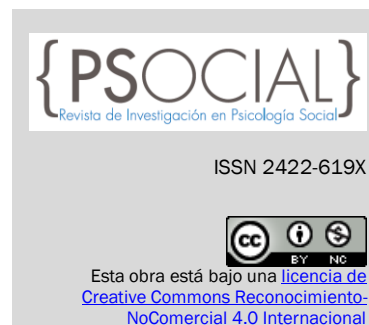 {PSOCIAL}
Revista de Investigación en Psicología Social
ISSN 2422-619X
cc
BY NC
Esta obra está bajo una licencia de
Creative Commons Reconocimiento-
NoComercial 4.0 Internacional